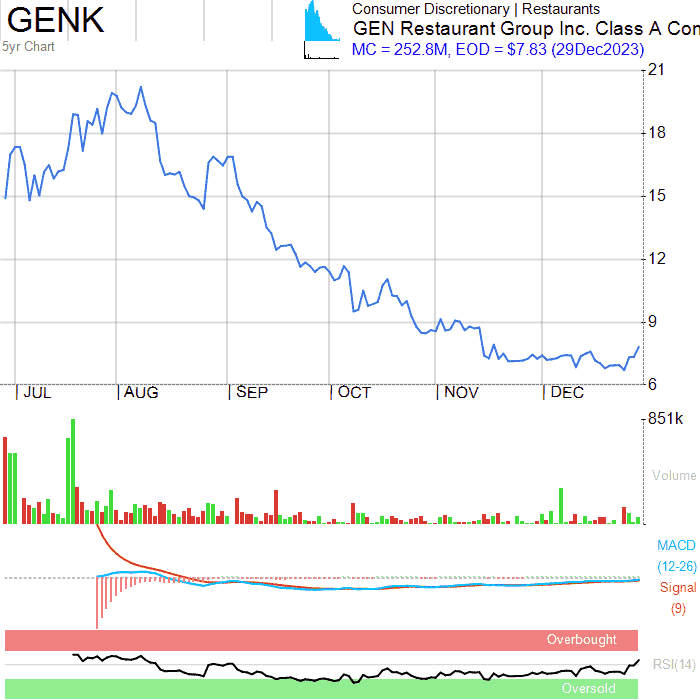 GENK
5yr Chart
Consumer Discretionary | Restaurants
GEN Restaurant Group Inc. Class A Con
MC = 252.8M, EOD = $7.83 (29Dec2023)
21
18
15
12
9
6
JUL AUG SEP OCT NOV DEC
851k
Volume
MACD
(12-26)
Signal
(9)
Overbought
RSI(14)
Oversold